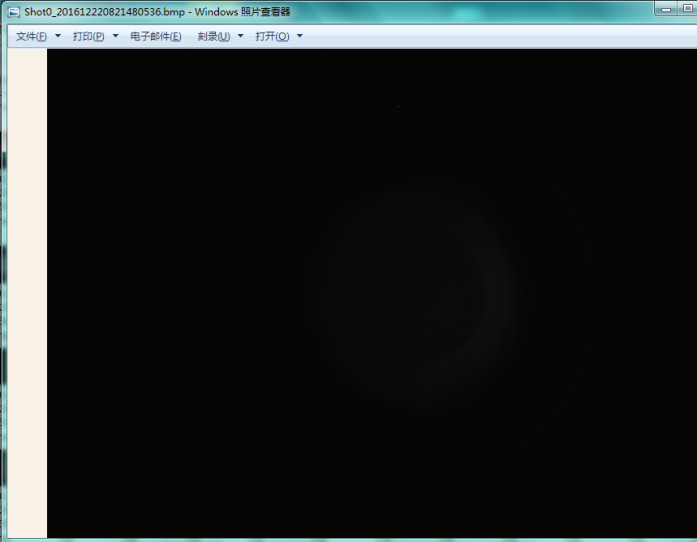 Shot0_201612220821480536.bmp - Windows 照片查看器
文件(F) 打印(P) 电子邮件(E) 刻录(U) 打开(O)